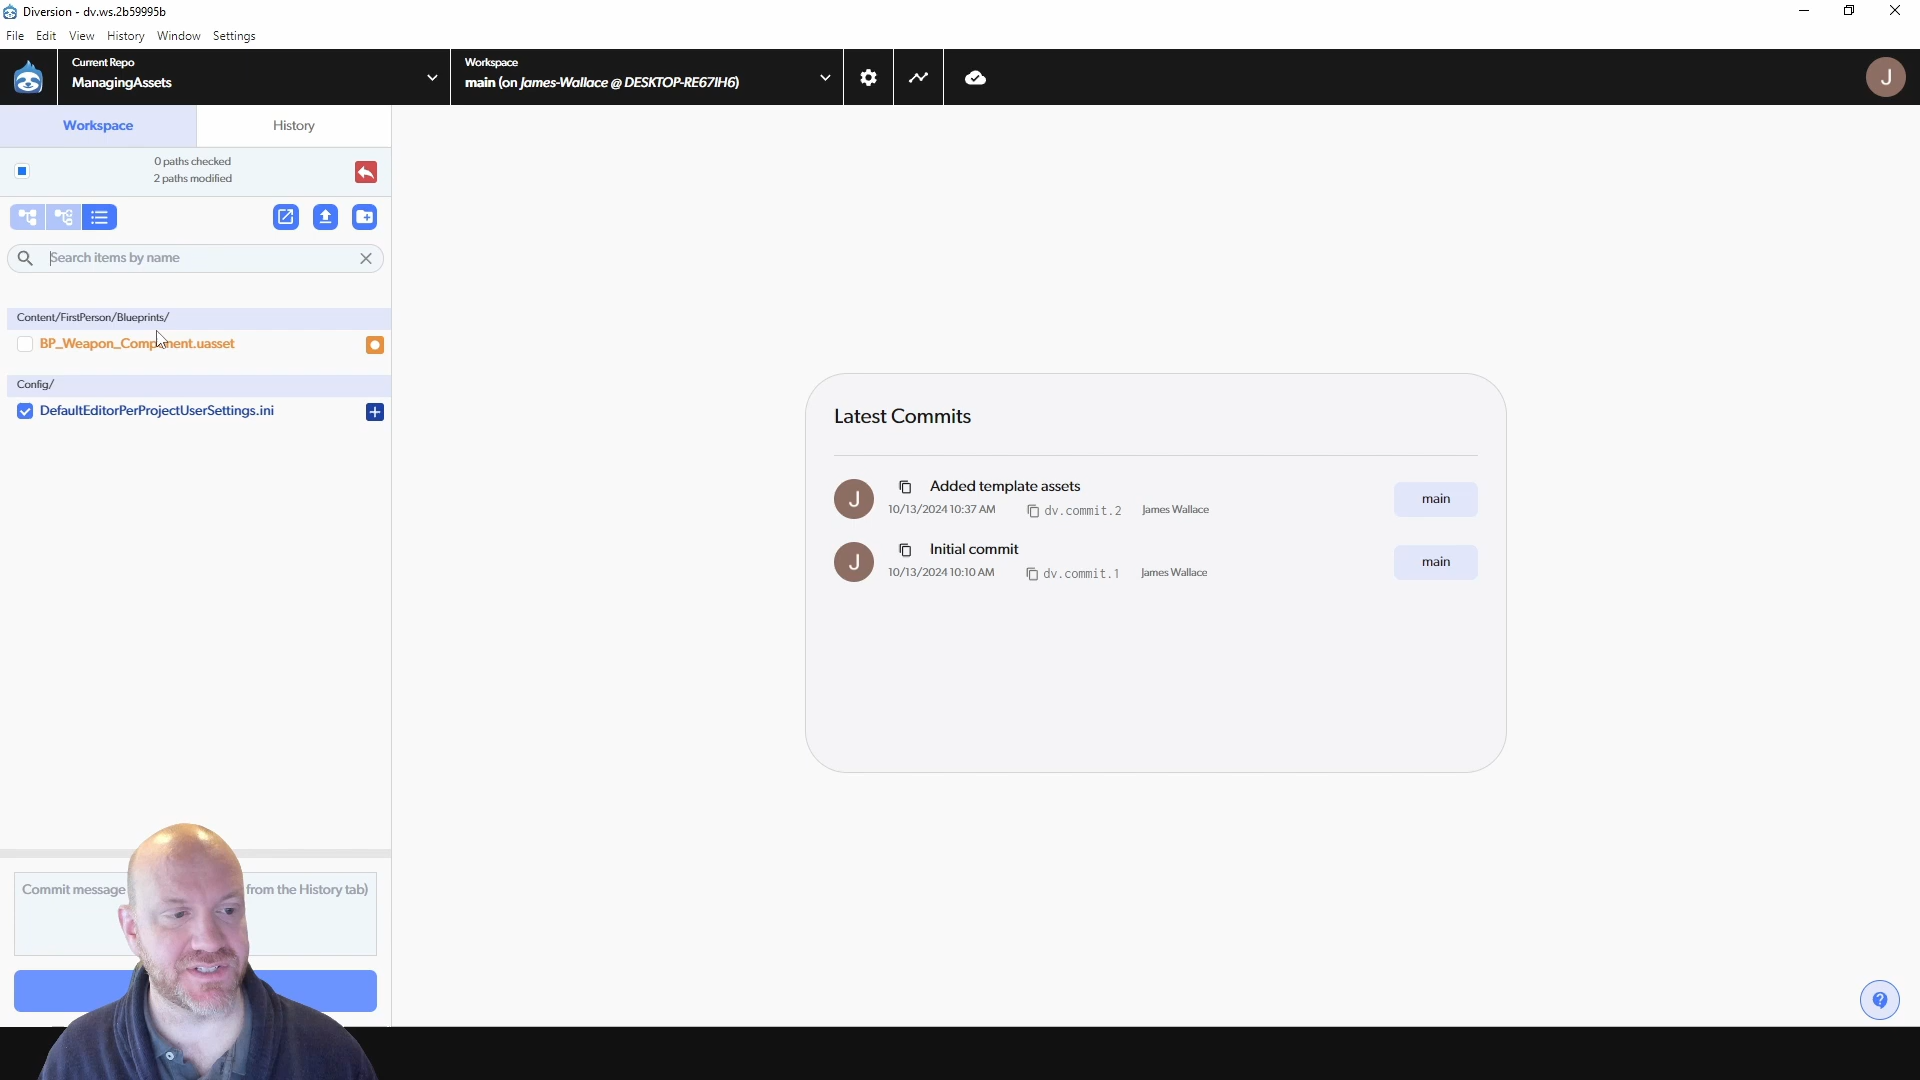 Diversion - dv.ws.2b59995b
File Edit View History Window Settings
Current Repo
ManagingAssets
Workspace
main (on James-Wallace @ DESKTOP-RE67IH6)
J
Workspace
History
0 paths checked
2 paths modified
Search items by name
Content/FirstPerson/Blueprints/
BP_Weapon_Component.uasset
Config/
DefaultEditorPerProjectUserSettings.ini
Latest Commits
J
Added template assets
10/13/2024 10:37 AM dv.commit.2 James Wallace
main
J
Initial commit
10/13/2024 10:10 AM dv.commit.1 James Wallace
main
Commit message from the History tab)